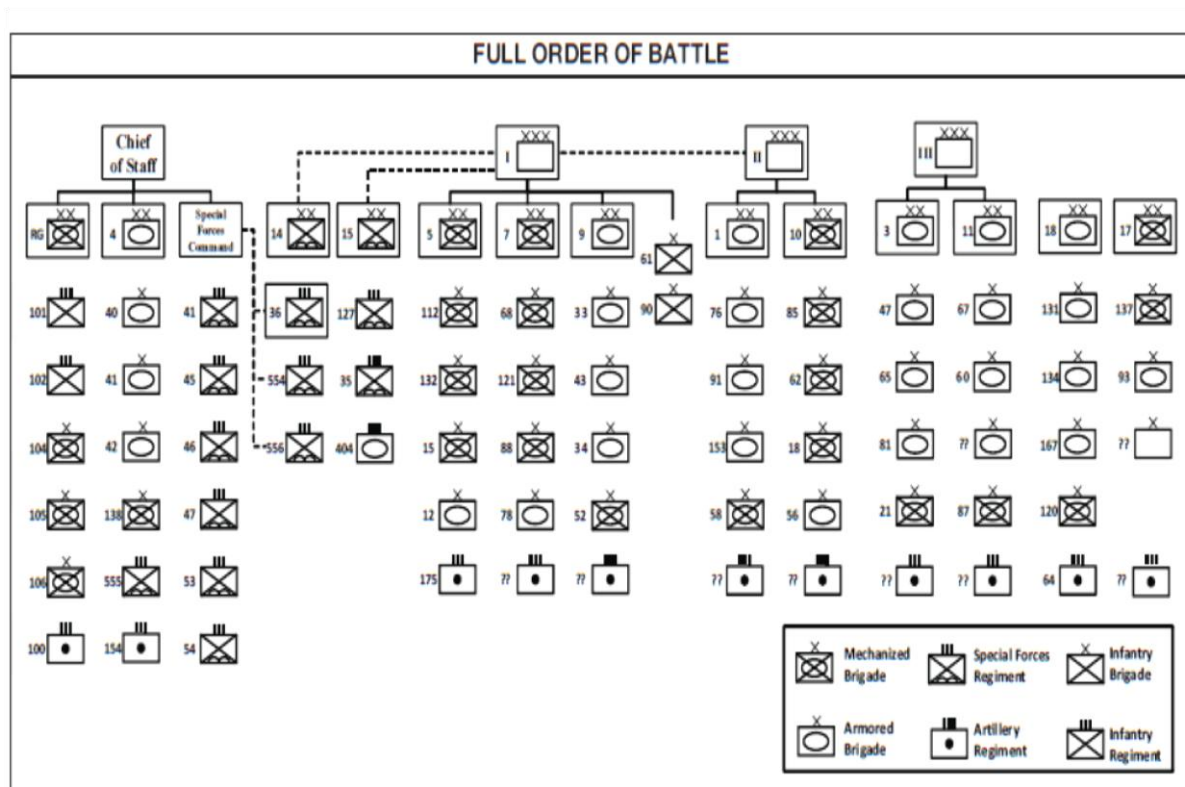 FULL ORDER OF BATTLE
Chief
of Staff
XXX
I
XXX
II
XXX
III
XX
RG
XX
4
Special
Forces
Command
XX
14
XX
15
XX
5
XX
7
XX
9
X
61
XX
1
XX
10
XX
3
XX
11
XX
18
XX
17
101
X
40
41
36
127
X
112
X
68
X
33
X
90
X
76
X
85
X
47
X
67
X
131
X
137
102
X
41
45
554
35
X
132
X
121
X
43
X
91
X
62
X
65
X
60
X
134
X
93
X
104
X
42
46
556
404
X
15
X
88
X
34
X
153
X
18
X
81
X
??
X
167
X
??
X
105
X
138
47
X
12
X
78
X
52
X
58
X
56
X
21
X
87
X
120
X
106
555
53
175
??
??
??
??
??
??
64
??
100
154
54
X
Mechanized
Brigade
Special Forces
Regiment
X
Infantry
Brigade
X
Armored
Brigade
Artillery
Regiment
Infantry
Regiment